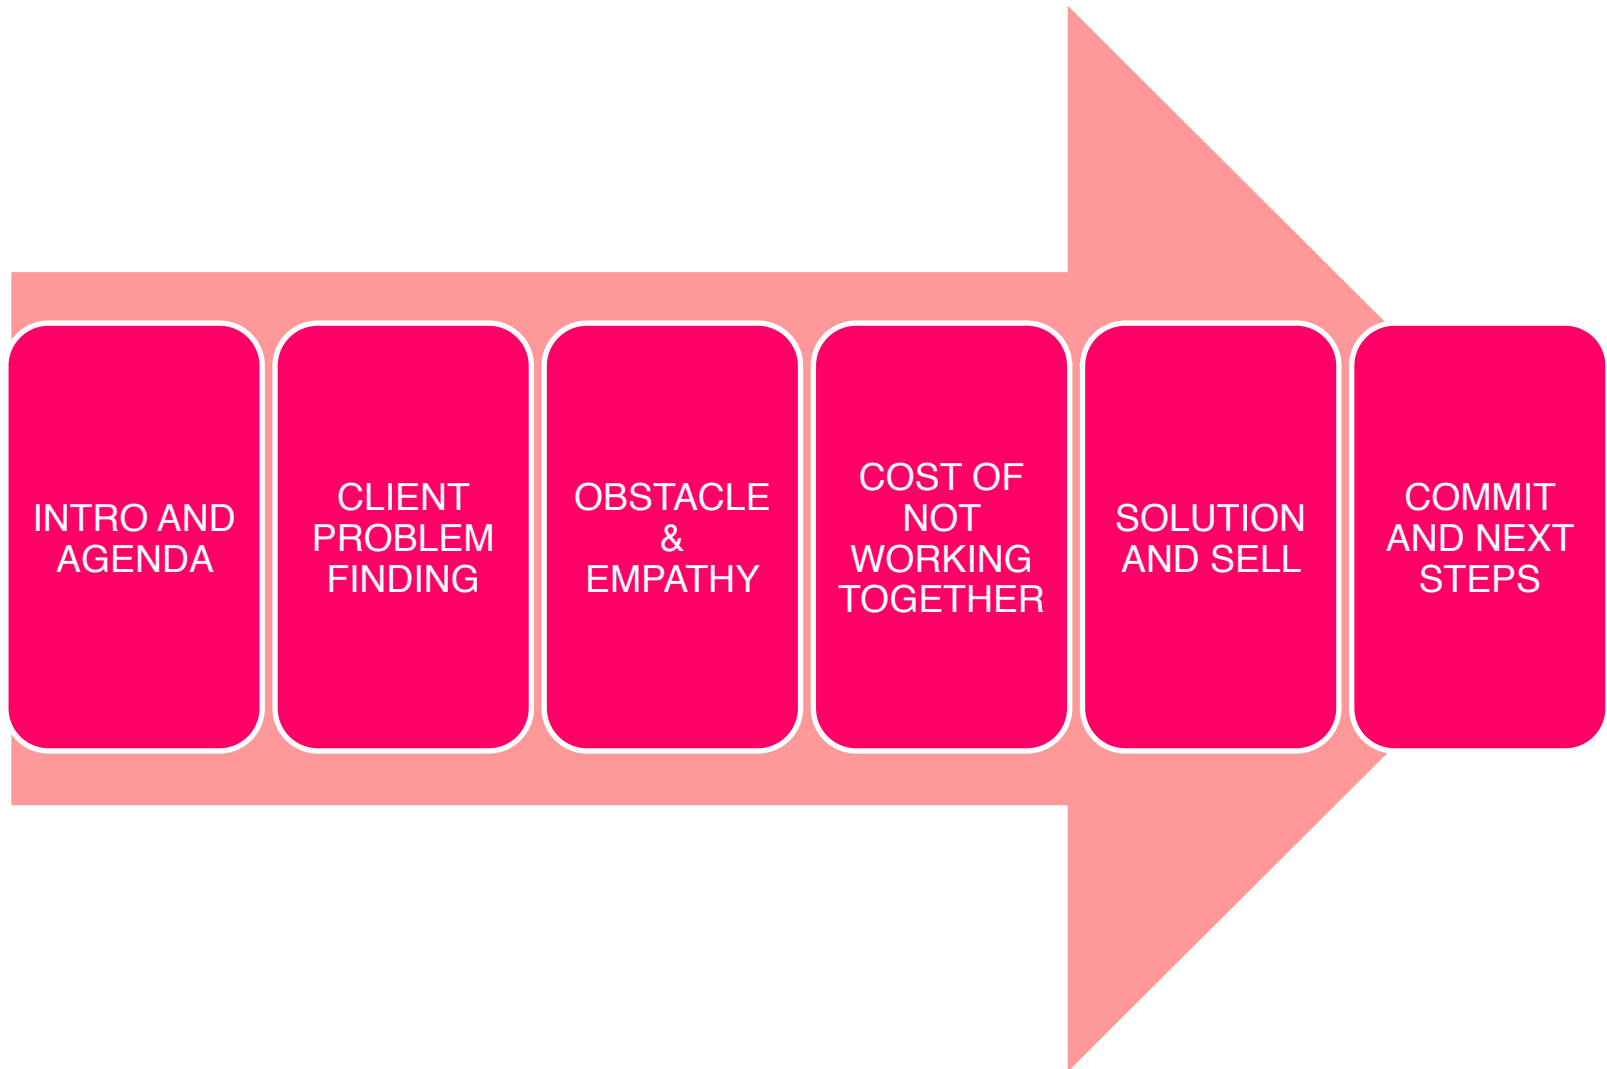 INTRO AND
AGENDA
CLIENT
PROBLEM
FINDING
OBSTACLE
&
EMPATHY
COST OF
NOT
WORKING
TOGETHER
SOLUTION
AND SELL
COMMIT
AND NEXT
STEPS